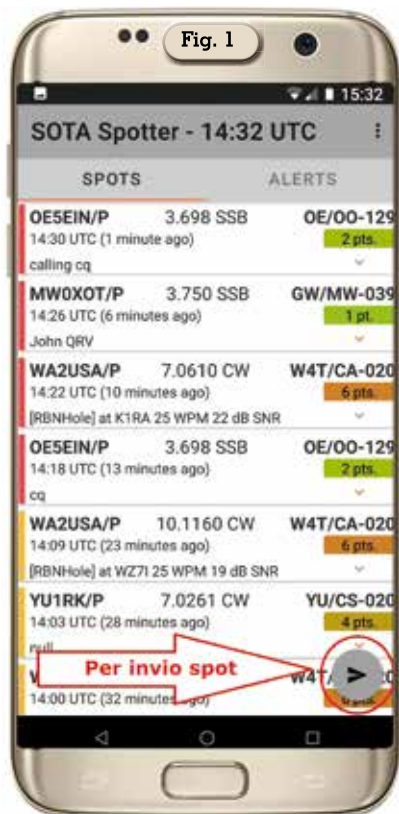 Fig. 1
15:32
SOTA Spotter - 14:32 UTC
SPOTS ALERTS
OE5EIN/P 3.698 SSB OE/OO-129
14:30 UTC (1 minute ago) 2 pts.
calling cq
MW0XOT/P 3.750 SSB GW/MW-039
14:26 UTC (6 minutes ago) 1 pt.
John QRV
WA2USA/P 7.0610 CW W4T/CA-020
14:22 UTC (10 minutes ago) 6 pts.
[RBNHole] at K1RA 25 WPM 22 dB SNR
OE5EIN/P 3.698 SSB OE/OO-129
14:18 UTC (13 minutes ago) 2 pts.
cq
WA2USA/P 10.1160 CW W4T/CA-020
14:09 UTC (23 minutes ago) 6 pts.
[RBNHole] at WZ7I 25 WPM 19 dB SNR
YU1RK/P 7.0261 CW YU/CS-020
14:03 UTC (28 minutes ago) 4 pts.
null
Per invio spot
14:00 UTC (32 minutes ago)